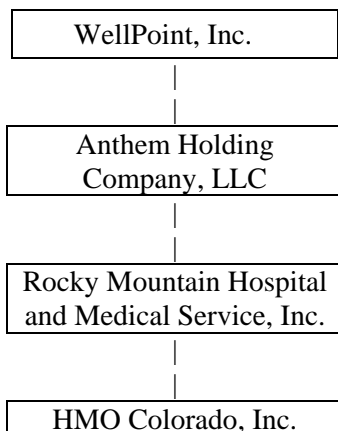 WellPoint, Inc.
Anthem Holding
Company, LLC
Rocky Mountain Hospital
and Medical Service, Inc.
HMO Colorado, Inc.